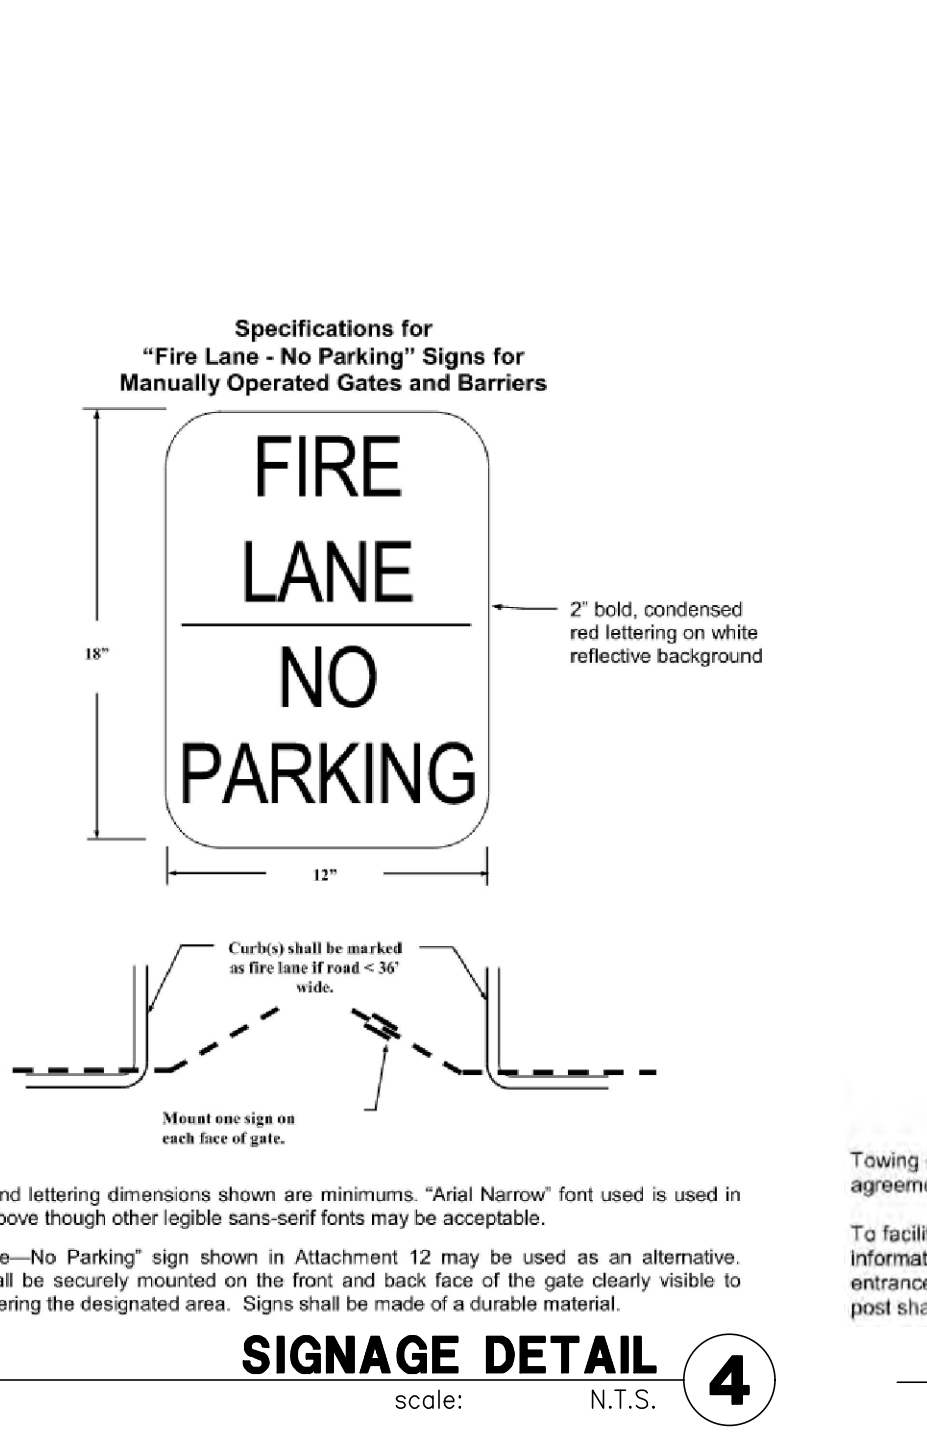 Specifications for
“Fire Lane - No Parking” Signs for
Manually Operated Gates and Barriers
FIRE
LANE
NO
PARKING
18”
2” bold, condensed
red lettering on white
reflective background
12”
Curb(s) shall be marked
as fire lane if road < 36’
wide.
Mount one sign on
each face of gate.
lettering dimensions shown are minimums. “Arial Narrow” font used is used in
though other legible sans-serif fonts may be acceptable.
—No Parking” sign shown in Attachment 12 may be used as an alternative.
be securely mounted on the front and back face of the gate clearly visible to
the designated area. Signs shall be made of a durable material.
SIGNAGE DETAIL
4
scale: N.T.S.
Towing
agreeme
To facili
informat
entrance
post sha